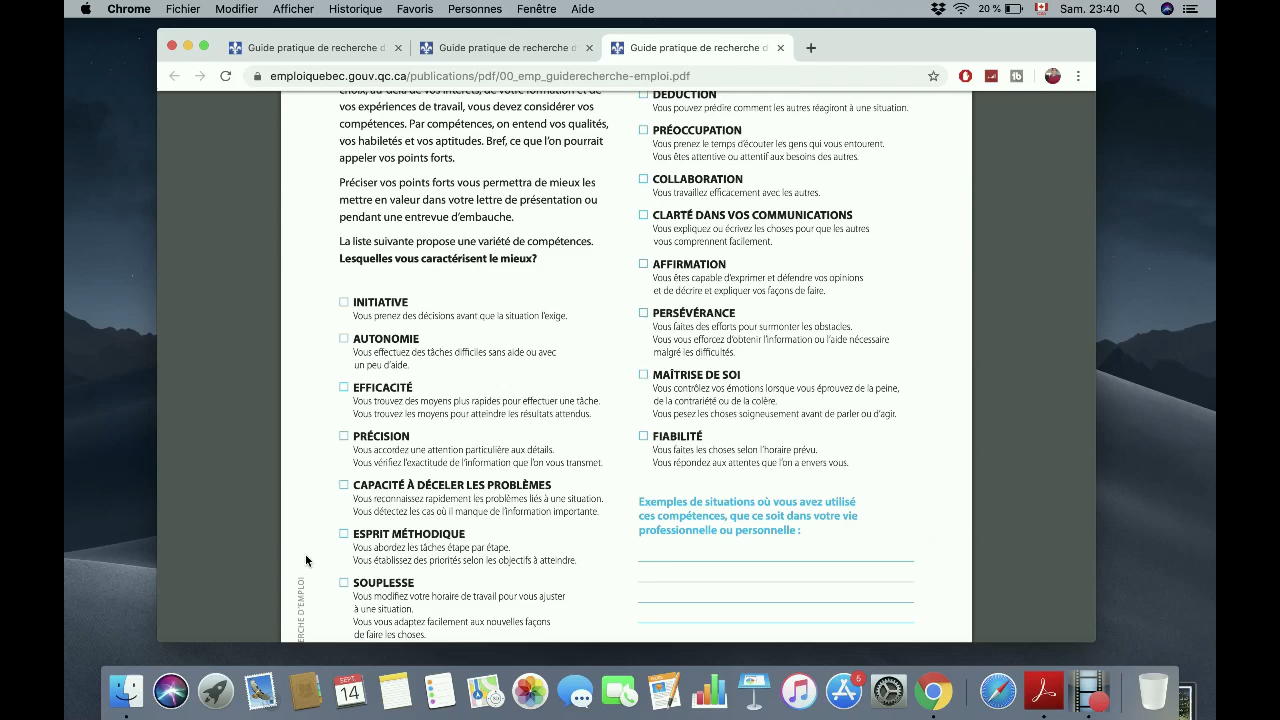 Chrome Fichier Modifier Afficher Historique Favoris Personnes Fenêtre Aide 20 % Sam. 23:40
Guide pratique de recherche d Guide pratique de recherche d Guide pratique de recherche d
emploiquebec.gouv.qc.ca/publications/pdf/00_emp_guiderecherche-emploi.pdf
choix, au-delà de vos intérêts, de votre formation et de
vos expériences de travail, vous devez considérer vos
compétences. Par compétences, on entend vos qualités,
vos habiletés et vos aptitudes. Bref, ce que l'on pourrait
appeler vos points forts.
Préciser vos points forts vous permettra de mieux les
mettre en valeur dans votre lettre de présentation ou
pendant une entrevue d'embauche.
La liste suivante propose une variété de compétences.
Lesquelles vous caractérisent le mieux?
INITIATIVE
Vous prenez des décisions avant que la situation l'exige.
AUTONOMIE
Vous effectuez des tâches difficiles sans aide ou avec
un peu d'aide.
EFFICACITÉ
Vous trouvez des moyens plus rapides pour effectuer une tâche.
Vous trouvez les moyens pour atteindre les résultats attendus.
PRÉCISION
Vous accordez une attention particulière aux détails.
Vous vérifiez l'exactitude de l'information que l'on vous transmet.
CAPACITÉ À DÉCELER LES PROBLÈMES
Vous reconnaissez rapidement les problèmes liés à une situation.
Vous détectez les cas où il manque de l'information importante.
ESPRIT MÉTHODIQUE
Vous abordez les tâches étape par étape.
Vous établissez des priorités selon les objectifs à atteindre.
SOUPLESSE
Vous modifiez votre horaire de travail pour vous ajuster
à une situation.
Vous vous adaptez facilement aux nouvelles façons
de faire les choses.
ERCHE D'EMPLOI
DÉDUCTION
Vous pouvez prédire comment les autres réagiront à une situation.
PRÉOCCUPATION
Vous prenez le temps d'écouter les gens qui vous entourent.
Vous êtes attentive ou attentif aux besoins des autres.
COLLABORATION
Vous travaillez efficacement avec les autres.
CLARTÉ DANS VOS COMMUNICATIONS
Vous expliquez ou écrivez les choses pour que les autres
vous comprennent facilement.
AFFIRMATION
Vous êtes capable d'exprimer et défendre vos opinions
et de décrire et expliquer vos façons de faire.
PERSÉVÉRANCE
Vous faites des efforts pour surmonter les obstacles.
Vous vous efforcez d'obtenir l'information ou l'aide nécessaire
malgré les difficultés.
MAÎTRISE DE SOI
Vous contrôlez vos émotions lorsque vous éprouvez de la peine,
de la contrariété ou de la colère.
Vous pesez les choses soigneusement avant de parler ou d'agir.
FIABILITÉ
Vous faites les choses selon l'horaire prévu.
Vous répondez aux attentes que l'on a envers vous.
Exemples de situations où vous avez utilisé
ces compétences, que ce soit dans votre vie
professionnelle ou personnelle :
SEPT.
14
5